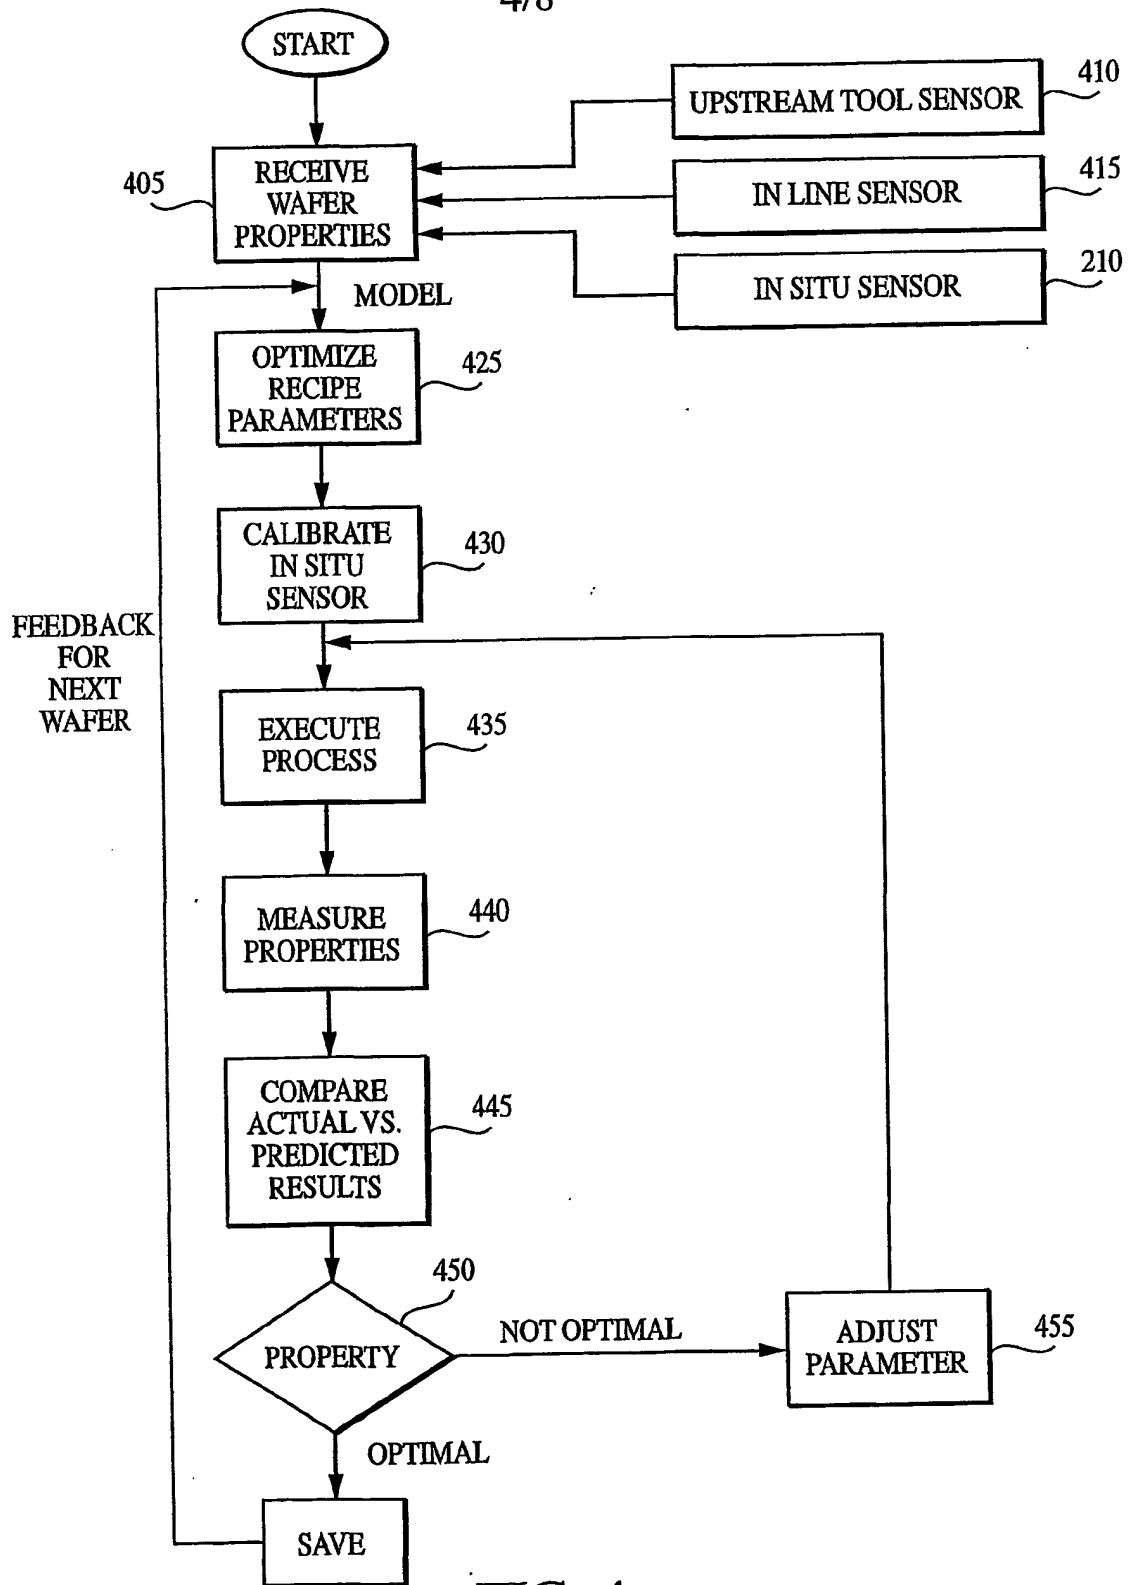 4/8
START
UPSTREAM TOOL SENSOR
410
RECEIVE
WAFER
PROPERTIES
405
IN LINE SENSOR
415
IN SITU SENSOR
210
MODEL
OPTIMIZE
RECIPE
PARAMETERS
425
CALIBRATE
IN SITU
SENSOR
430
FEEDBACK
FOR
NEXT
WAFER
EXECUTE
PROCESS
435
MEASURE
PROPERTIES
440
COMPARE
ACTUAL VS.
PREDICTED
RESULTS
445
450
PROPERTY
NOT OPTIMAL
ADJUST
PARAMETER
455
OPTIMAL
SAVE